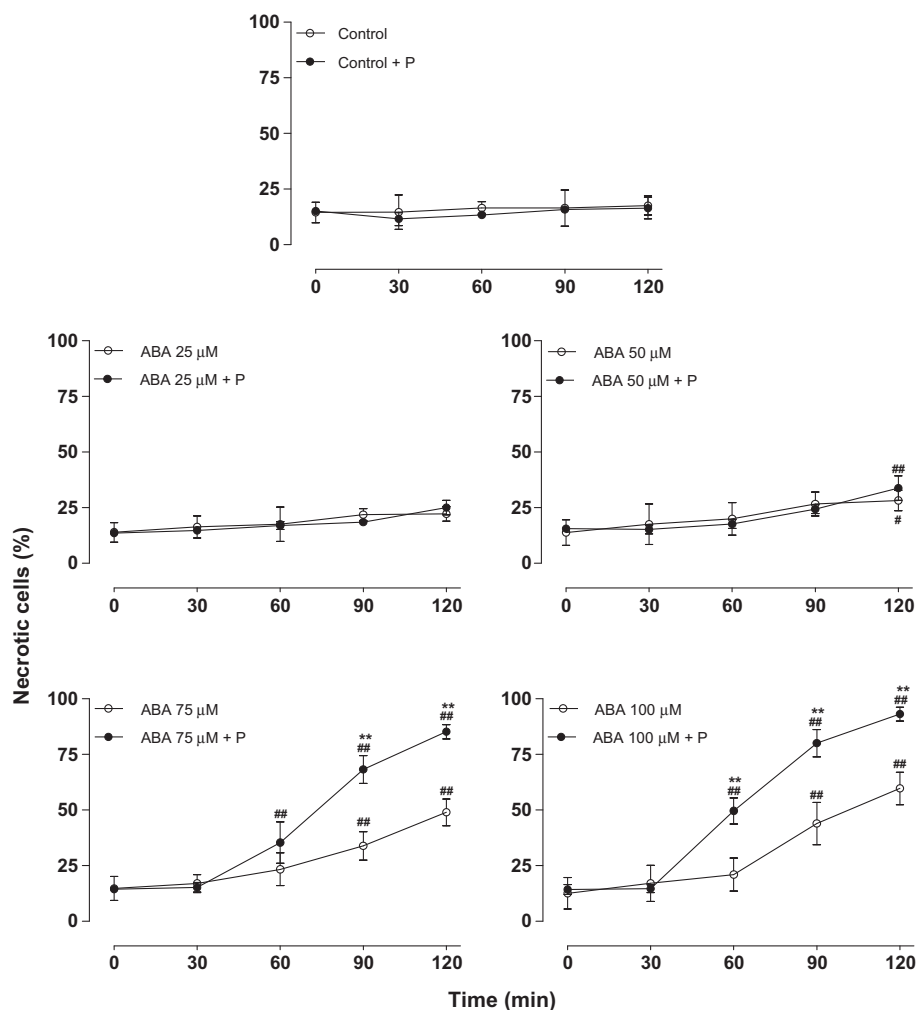 100
Control
Control + P
75
50
25
0
0 30 60 90 120
100
ABA 25 μM
ABA 25 μM + P
75
50
25
0
0 30 60 90 120
100
ABA 50 μM
ABA 50 μM + P
75
50
##
25
#
0
0 30 60 90 120
Necrotic cells (%)
100
ABA 75 μM
ABA 75 μM + P
**
##
**
##
75
##
##
50
##
25
0
0 30 60 90 120
100
ABA 100 μM
ABA 100 μM + P
**
##
**
##
75
##
**
##
##
50
25
0
0 30 60 90 120
Time (min)